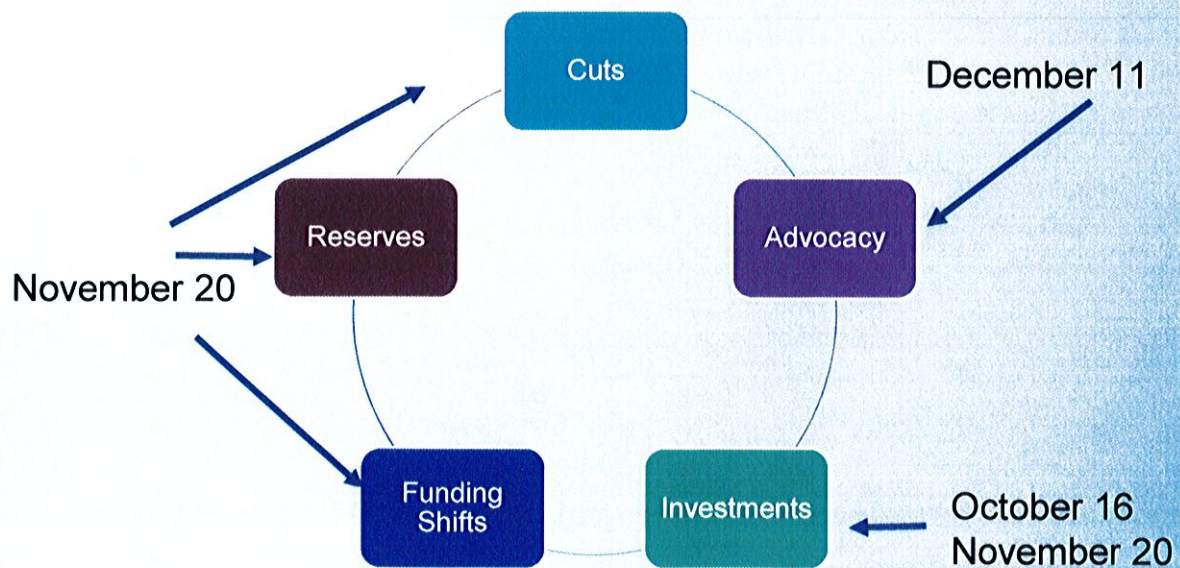 Cuts
December 11
Reserves
Advocacy
November 20
Funding
Shifts
Investments
October 16
November 20